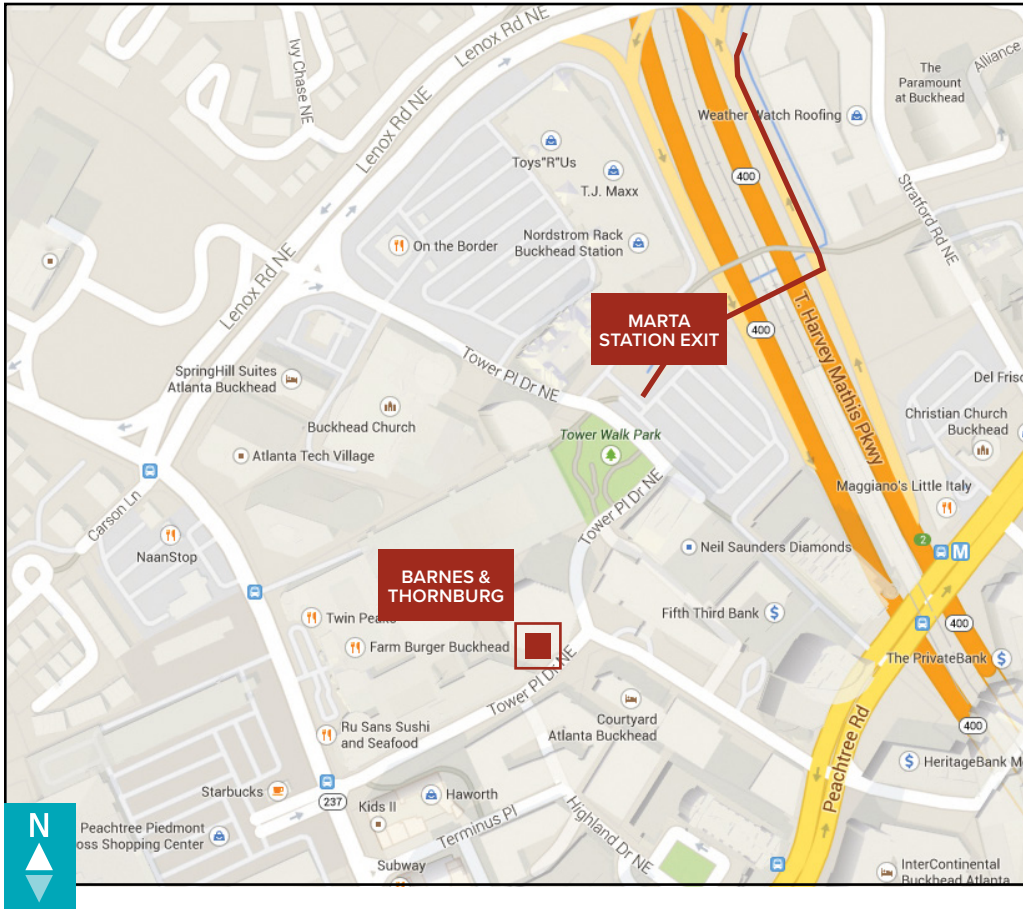 Lenox Rd NE
Ivy Chase NE
Lenox Rd NE
The
Paramount
at Buckhead
Alliance
Weather Watch Roofing
Toys"R"Us
T.J. Maxx
400
Stratford Rd NE
On the Border
Nordstrom Rack
Buckhead Station
Lenox Rd NE
MARTA
STATION EXIT
400
T. Harvey Mathis Pkwy
Tower Pl Dr NE
SpringHill Suites
Atlanta Buckhead
Del Frisc
Buckhead Church
Christian Church
Buckhead
Tower Walk Park
Atlanta Tech Village
Maggiano's Little Italy
Carson Ln
Tower Pl Dr NE
NaanStop
Neil Saunders Diamonds
2
M
BARNES &
THORNBURG
Twin Peaks
Fifth Third Bank
$
400
Farm Burger Buckhead
The PrivateBank
$
Tower Pl Dr NE
Courtyard
Atlanta Buckhead
Ru Sans Sushi
and Seafood
400
Peachtree Rd
$
HeritageBank M
Starbucks
237
Kids II
Haworth
N
Peachtree Piedmont
oss Shopping Center
Terminus Pl
Highland Dr NE
Subway
InterContinental
Buckhead Atlanta